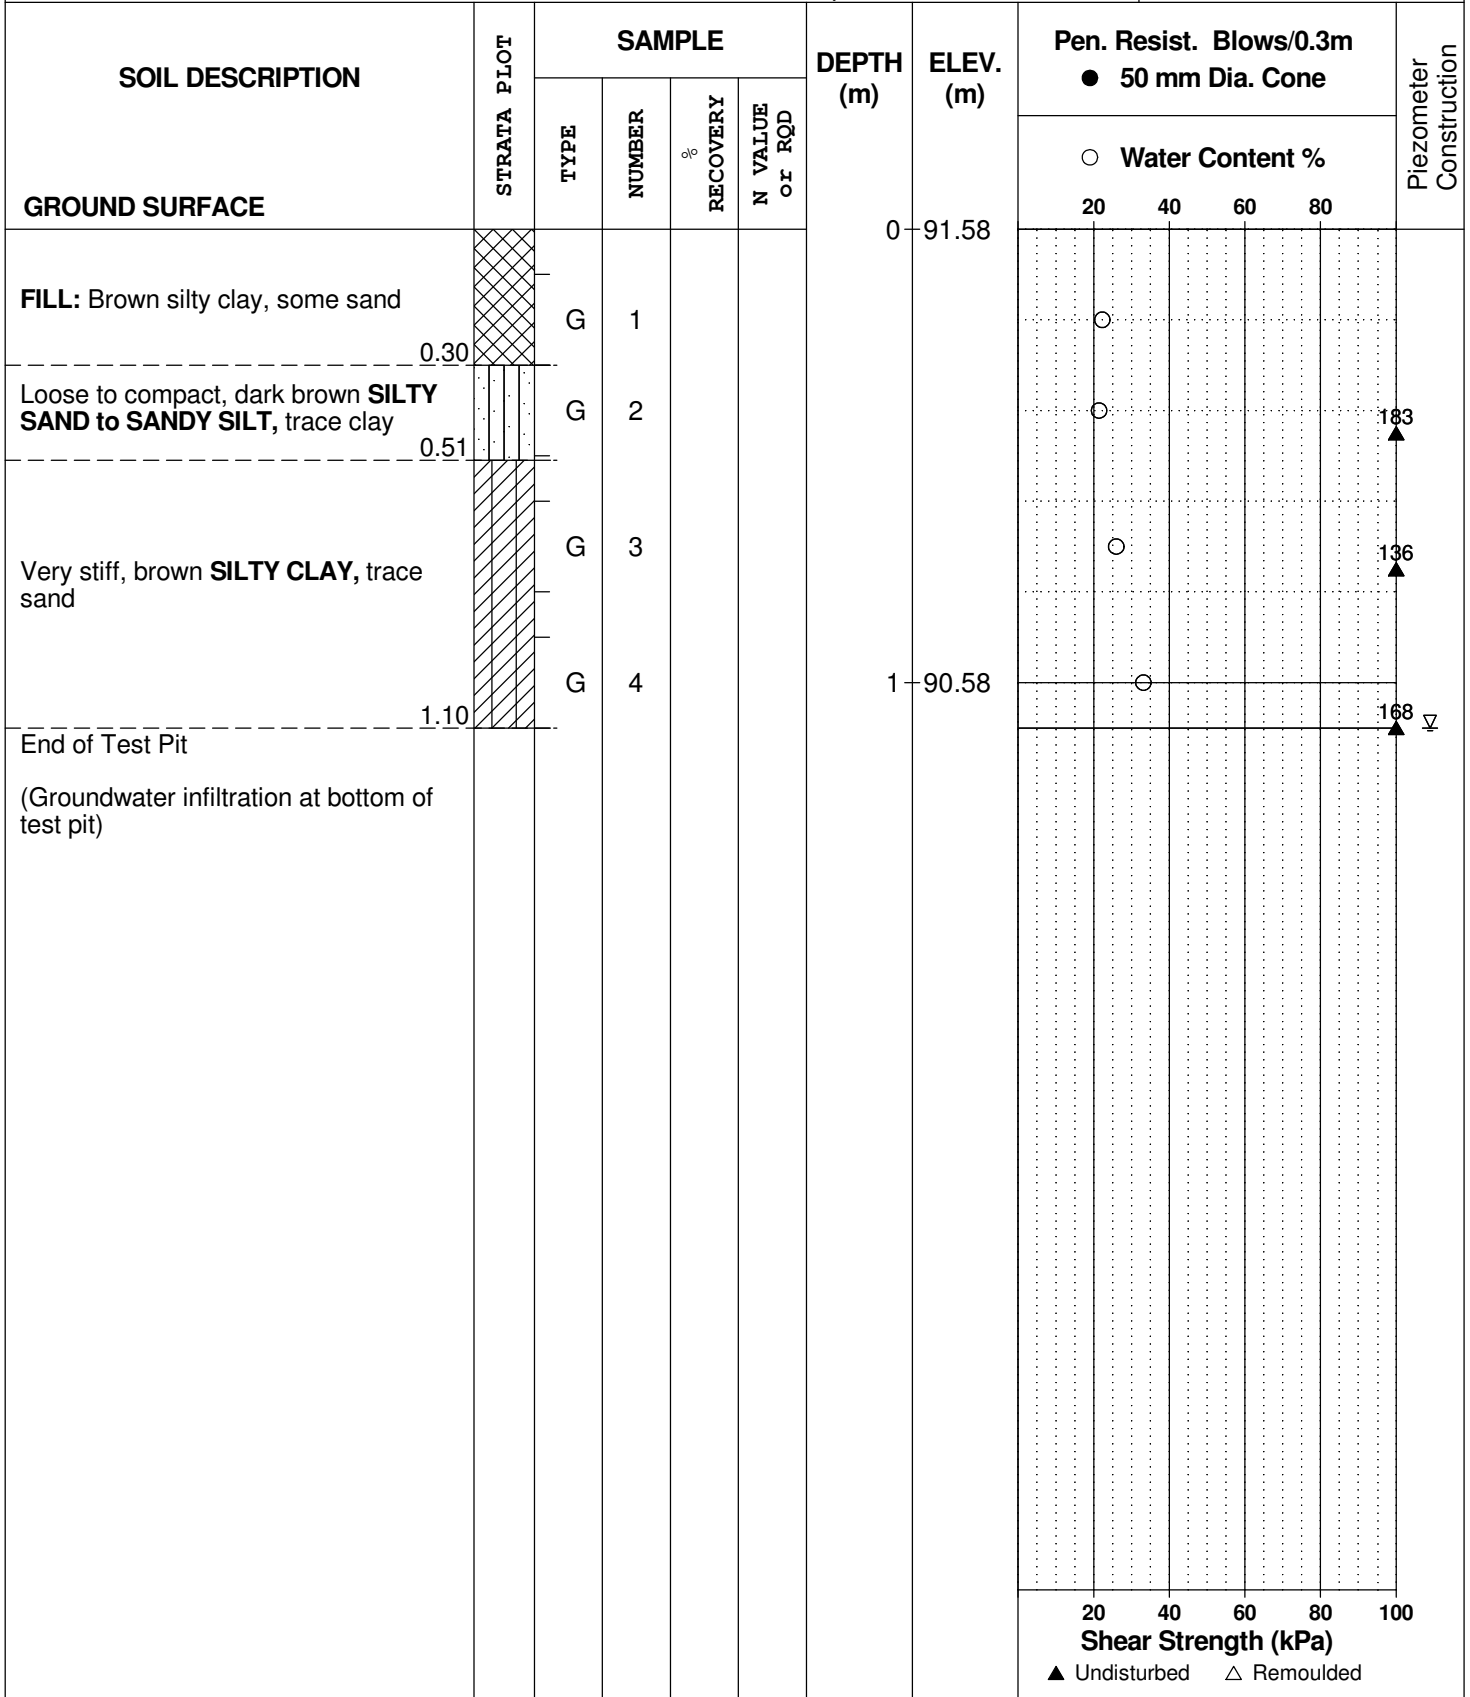 SOIL DESCRIPTION
GROUND SURFACE
STRATA PLOT
SAMPLE
TYPE
NUMBER
%
RECOVERY
N VALUE
or RQD
DEPTH
(m)
ELEV.
(m)
Pen. Resist. Blows/0.3m
● 50 mm Dia. Cone
○ Water Content %
20 40 60 80
Piezometer
Construction
0 91.58
FILL: Brown silty clay, some sand
0.30
G 1
Loose to compact, dark brown SILTY
SAND to SANDY SILT, trace clay
0.51
G 2
183
Very stiff, brown SILTY CLAY, trace
sand
G 3
136
G 4
1 90.58
1.10
168
End of Test Pit
(Groundwater infiltration at bottom of
test pit)
20 40 60 80 100
Shear Strength (kPa)
▲ Undisturbed △ Remoulded